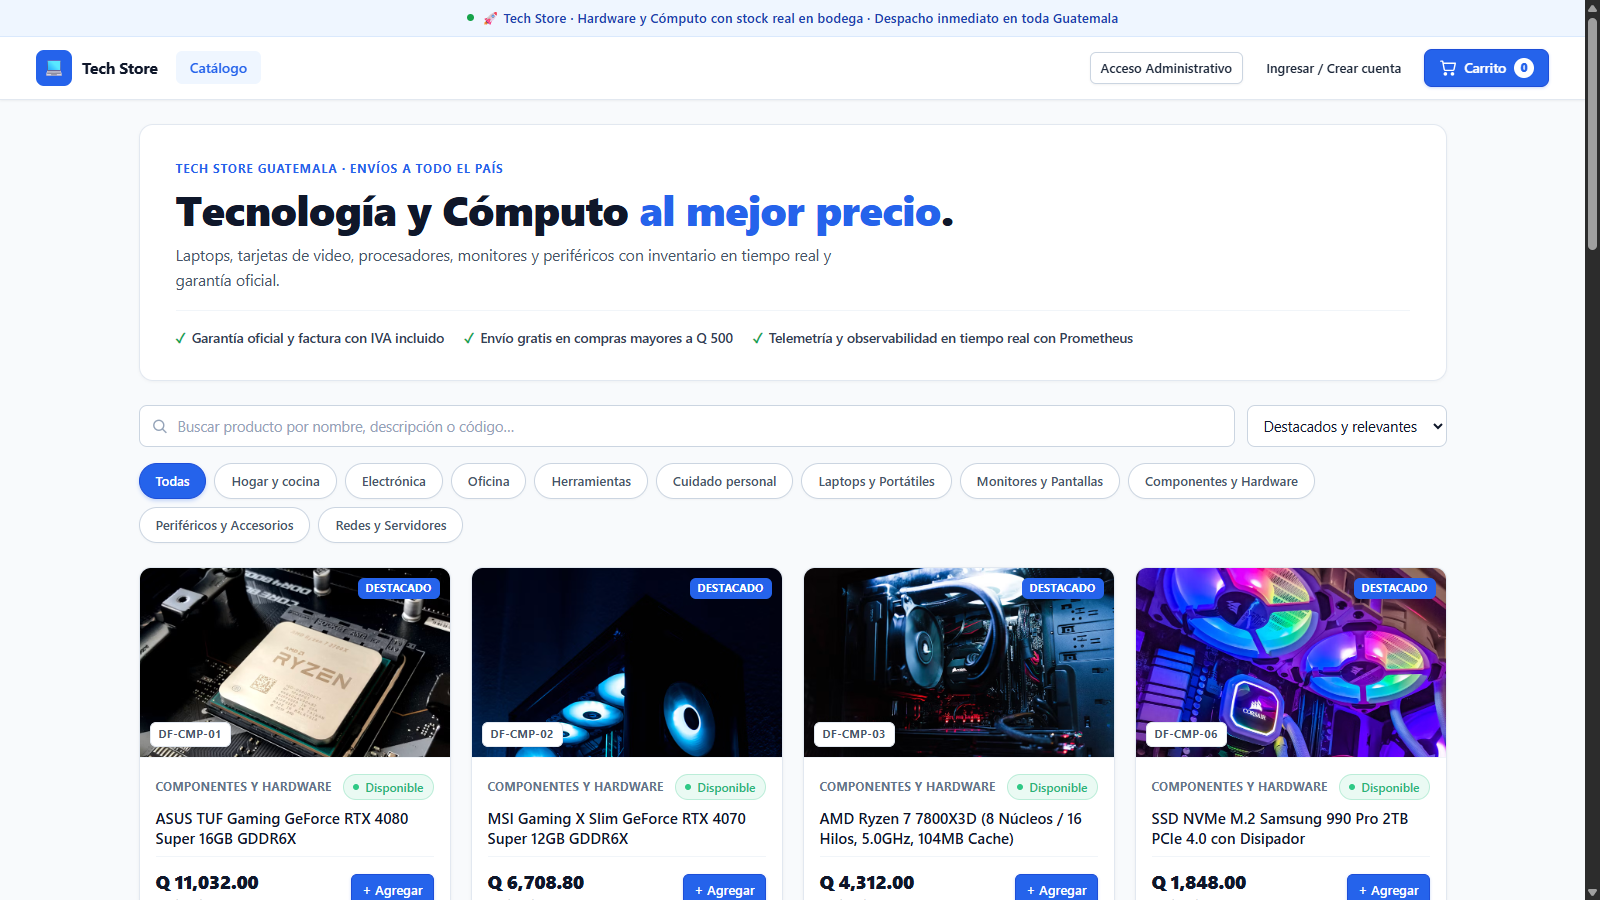 🚀 Tech Store · Hardware y Cómputo con stock real en bodega · Despacho inmediato en toda Guatemala
Tech Store
Catálogo
Acceso Administrativo
Ingresar / Crear cuenta
Carrito 0
TECH STORE GUATEMALA · ENVÍOS A TODO EL PAÍS
Tecnología y Cómputo al mejor precio.
Laptops, tarjetas de video, procesadores, monitores y periféricos con inventario en tiempo real y
garantía oficial.
✓ Garantía oficial y factura con IVA incluido
✓ Envío gratis en compras mayores a Q 500
✓ Telemetría y observabilidad en tiempo real con Prometheus
Buscar producto por nombre, descripción o código...
Destacados y relevantes
Todas
Hogar y cocina
Electrónica
Oficina
Herramientas
Cuidado personal
Laptops y Portátiles
Monitores y Pantallas
Componentes y Hardware
Periféricos y Accesorios
Redes y Servidores
DESTACADO
AMD
RYZEN
DF-CMP-01
COMPONENTES Y HARDWARE
Disponible
ASUS TUF Gaming GeForce RTX 4080
Super 16GB GDDR6X
Q 11,032.00
+ Agregar
DESTACADO
DF-CMP-02
COMPONENTES Y HARDWARE
Disponible
MSI Gaming X Slim GeForce RTX 4070
Super 12GB GDDR6X
Q 6,708.80
+ Agregar
DESTACADO
DF-CMP-03
COMPONENTES Y HARDWARE
Disponible
AMD Ryzen 7 7800X3D (8 Núcleos / 16
Hilos, 5.0GHz, 104MB Cache)
Q 4,312.00
+ Agregar
DESTACADO
CORSAIR
DF-CMP-06
COMPONENTES Y HARDWARE
Disponible
SSD NVMe M.2 Samsung 990 Pro 2TB
PCIe 4.0 con Disipador
Q 1,848.00
+ Agregar